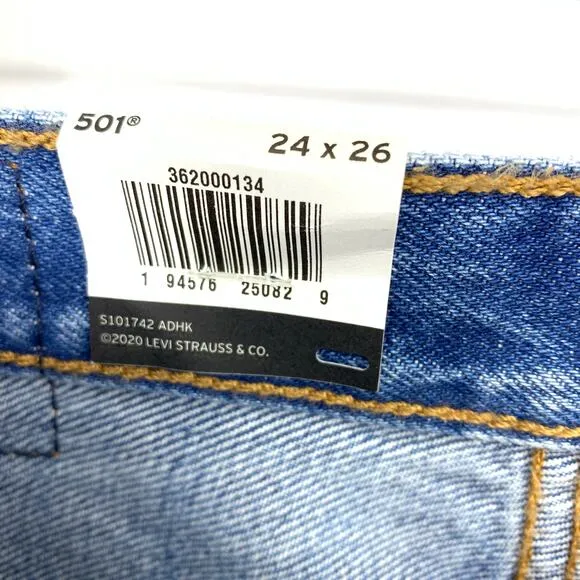 501®
24 x 26
362000134
1 94576 25082 9
S101742 ADHK
©2020 LEVI STRAUSS & CO.